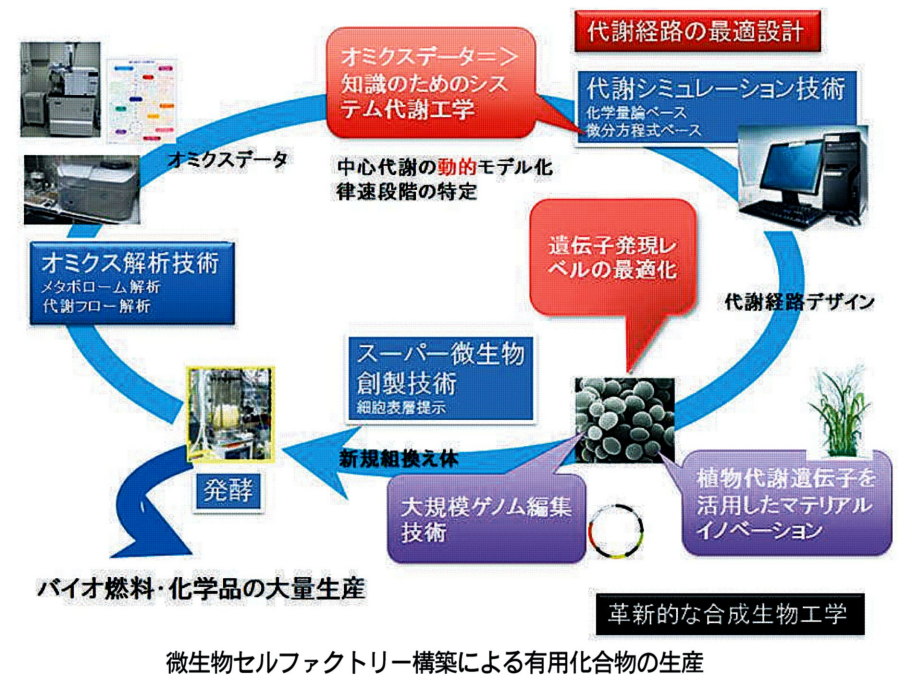 代謝経路の最適設計
オミクスデータ=>
知識のためのシス
テム代謝工学
代謝シミュレーション技術
化学量論ベース
微分方程式ベース
オミクスデータ
中心代謝の動的モデル化
律速段階の特定
遺伝子発現レ
ベルの最適化
オミクス解析技術
メタボローム解析
代謝フロー解析
代謝経路デザイン
スーパー微生物
創製技術
細胞表層提示
新規組換え体
発酵
大規模ゲノム編集
技術
植物代謝遺伝子を
活用したマテリアル
イノベーション
バイオ燃料・化学品の大量生産
革新的な合成生物工学
微生物セルファクトリー構築による有用化合物の生産